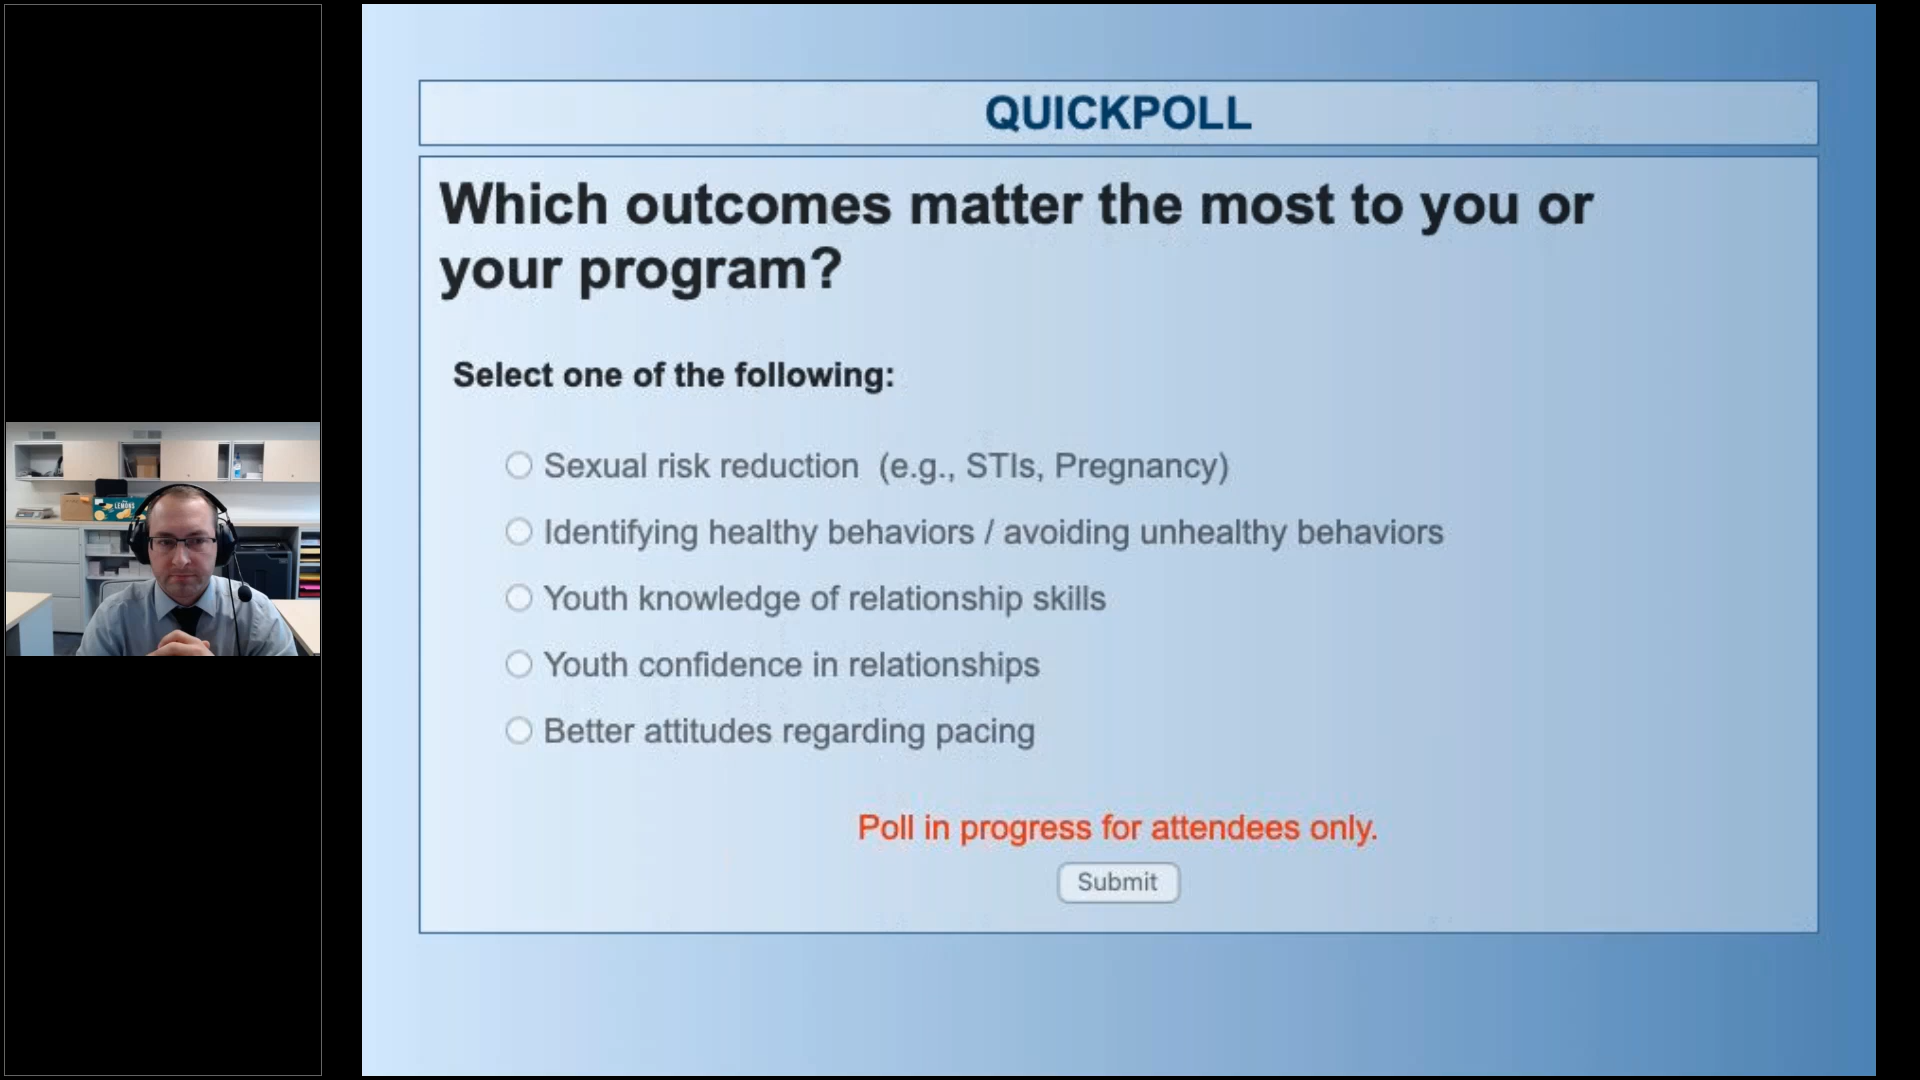 QUICKPOLL
Which outcomes matter the most to you or
your program?
Select one of the following:
Sexual risk reduction (e.g., STIs, Pregnancy)
Identifying healthy behaviors / avoiding unhealthy behaviors
Youth knowledge of relationship skills
Youth confidence in relationships
Better attitudes regarding pacing
Poll in progress for attendees only.
Submit
LEMONS